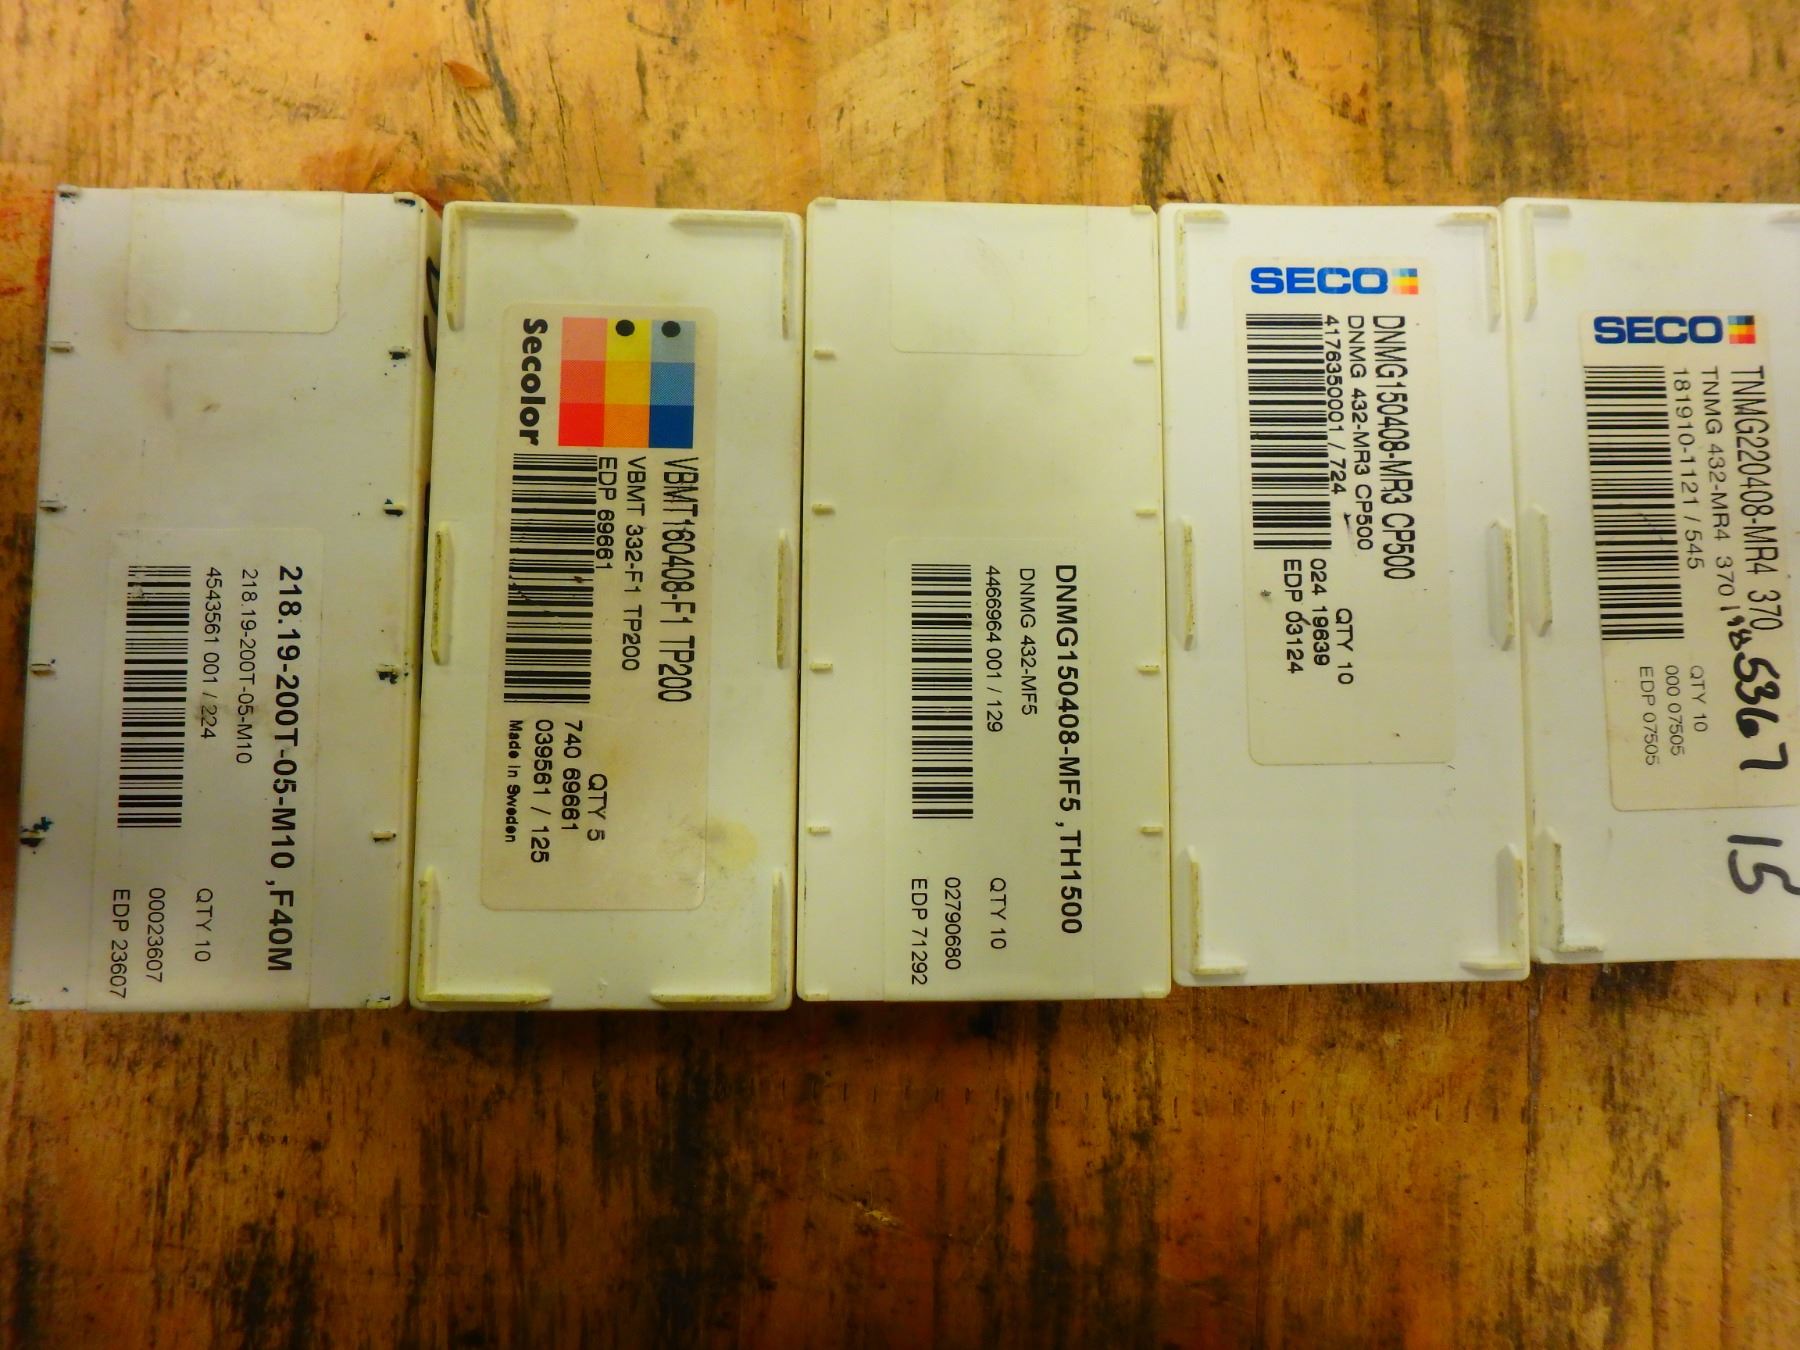 218.19-200T-05-M10 ,F40M
218.19-200T-05-M10
4543561 001 / 224
QTY 10
00023607
EDP 23607
Secolor
VBMT160408-F1 TP200
VBMT 332-F1 TP200
EDP 69661
QTY 5
740 69661
039561 / 125
Made in Sweden
DNMG150408-MF5 ,TH1500
DNMG 432-MF5
4466964 001 / 129
QTY 10
02790680
EDP 71292
SECO
DNMG150408-MR3 CP500
DNMG 432-MR3 CP500
4176350001 / 724
QTY 10
024 19639
EDP 03124
SECO
TNMG220408-MR4 370
TNMG 432-MR4 370
181910-1121 / 545
QTY 10
000 07505
EDP 07505
5367
15